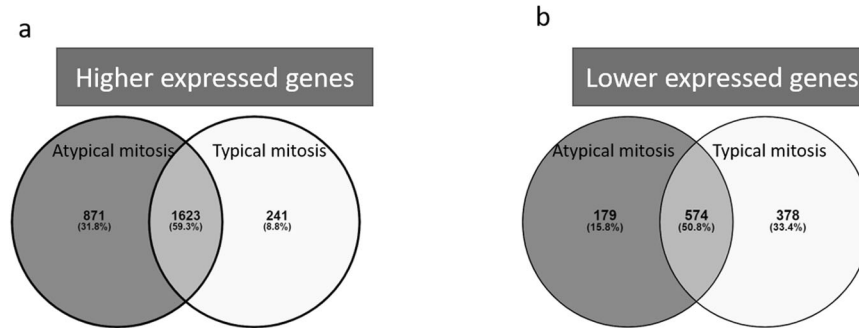 a
Higher expressed genes
Atypical mitosis
Typical mitosis
871
(31.8%)
1623
(59.3%)
241
(8.8%)
b
Lower expressed genes
Atypical mitosis
Typical mitosis
179
(15.8%)
574
(50.8%)
378
(33.4%)